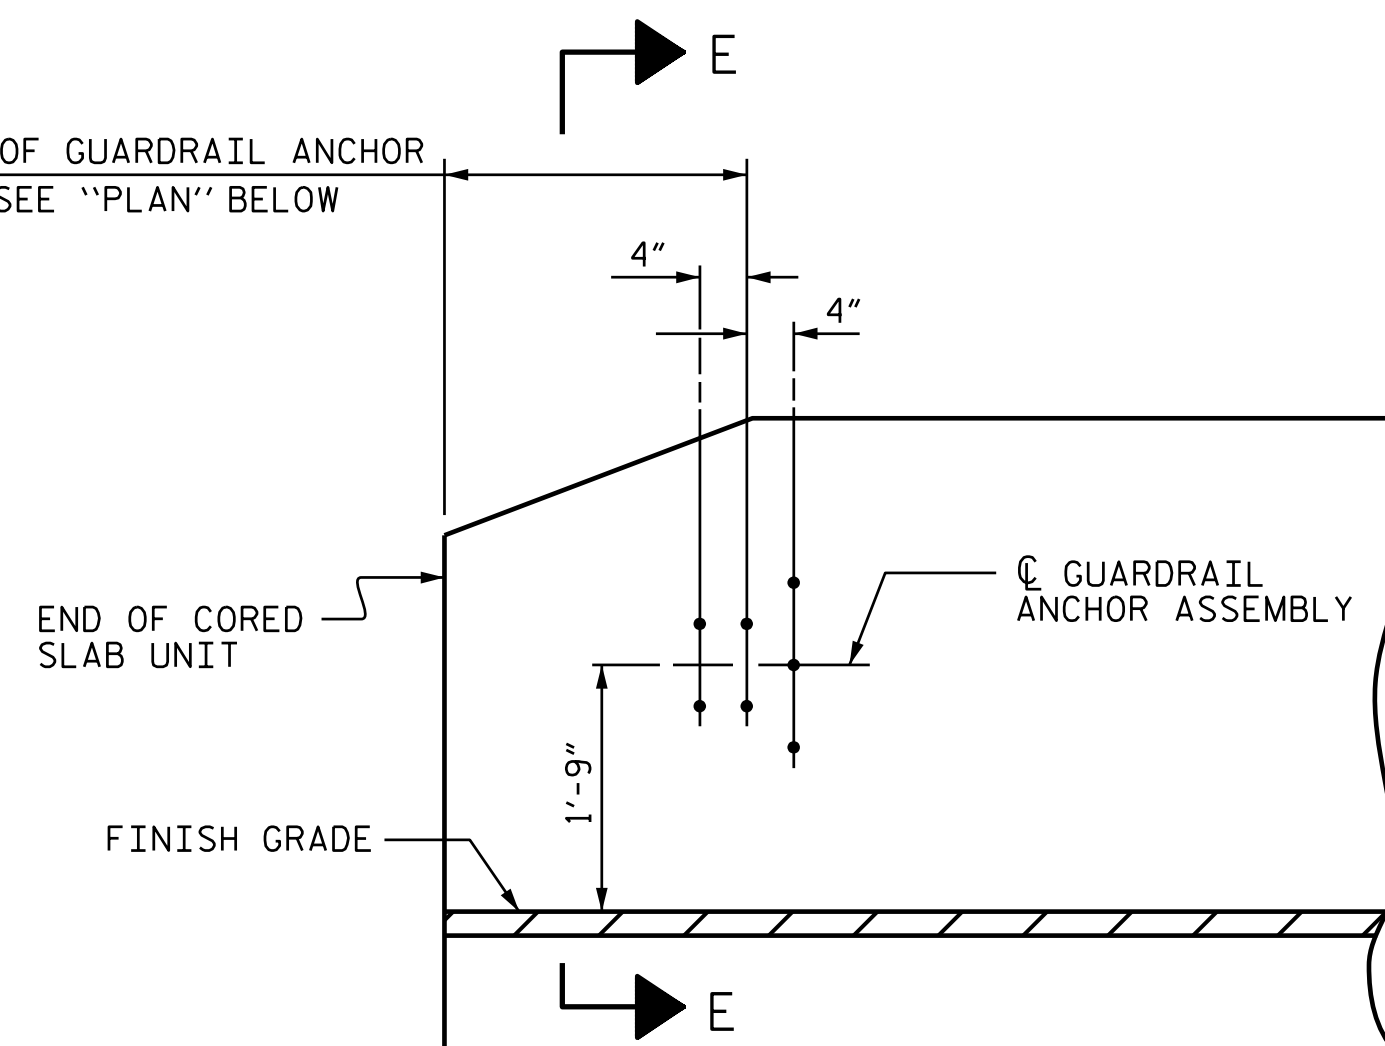 E
OF GUARDRAIL ANCHOR
SEE "PLAN" BELOW
4"
4"
℄ GUARDRAIL
ANCHOR ASSEMBLY
END OF CORED
SLAB UNIT
1'-9"
FINISH GRADE
E